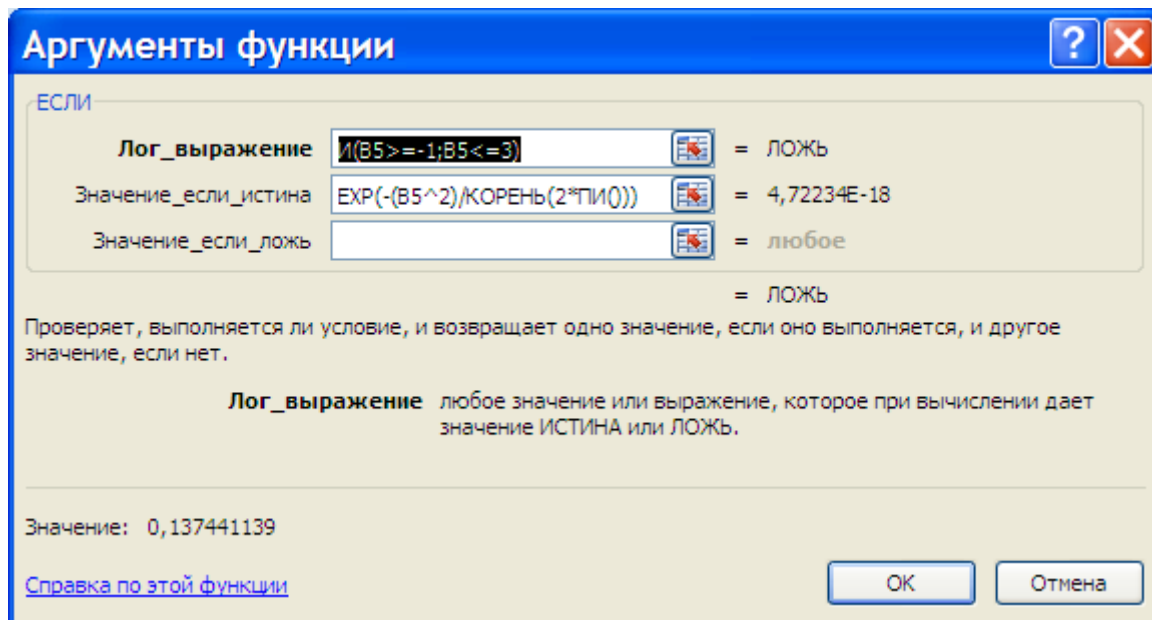 Аргументы функции
ЕСЛИ
Лог_выражение И(B5>=-1;B5<=3) = ЛОЖЬ
Значение_если_истина EXP(-(B5^2)/КОРЕНЬ(2*ПИ())) = 4,72234E-18
Значение_если_ложь = любое
= ЛОЖЬ
Проверяет, выполняется ли условие, и возвращает одно значение, если оно выполняется, и другое
значение, если нет.
Лог_выражение любое значение или выражение, которое при вычислении дает
значение ИСТИНА или ЛОЖЬ.
Значение: 0,137441139
Справка по этой функции OK Отмена